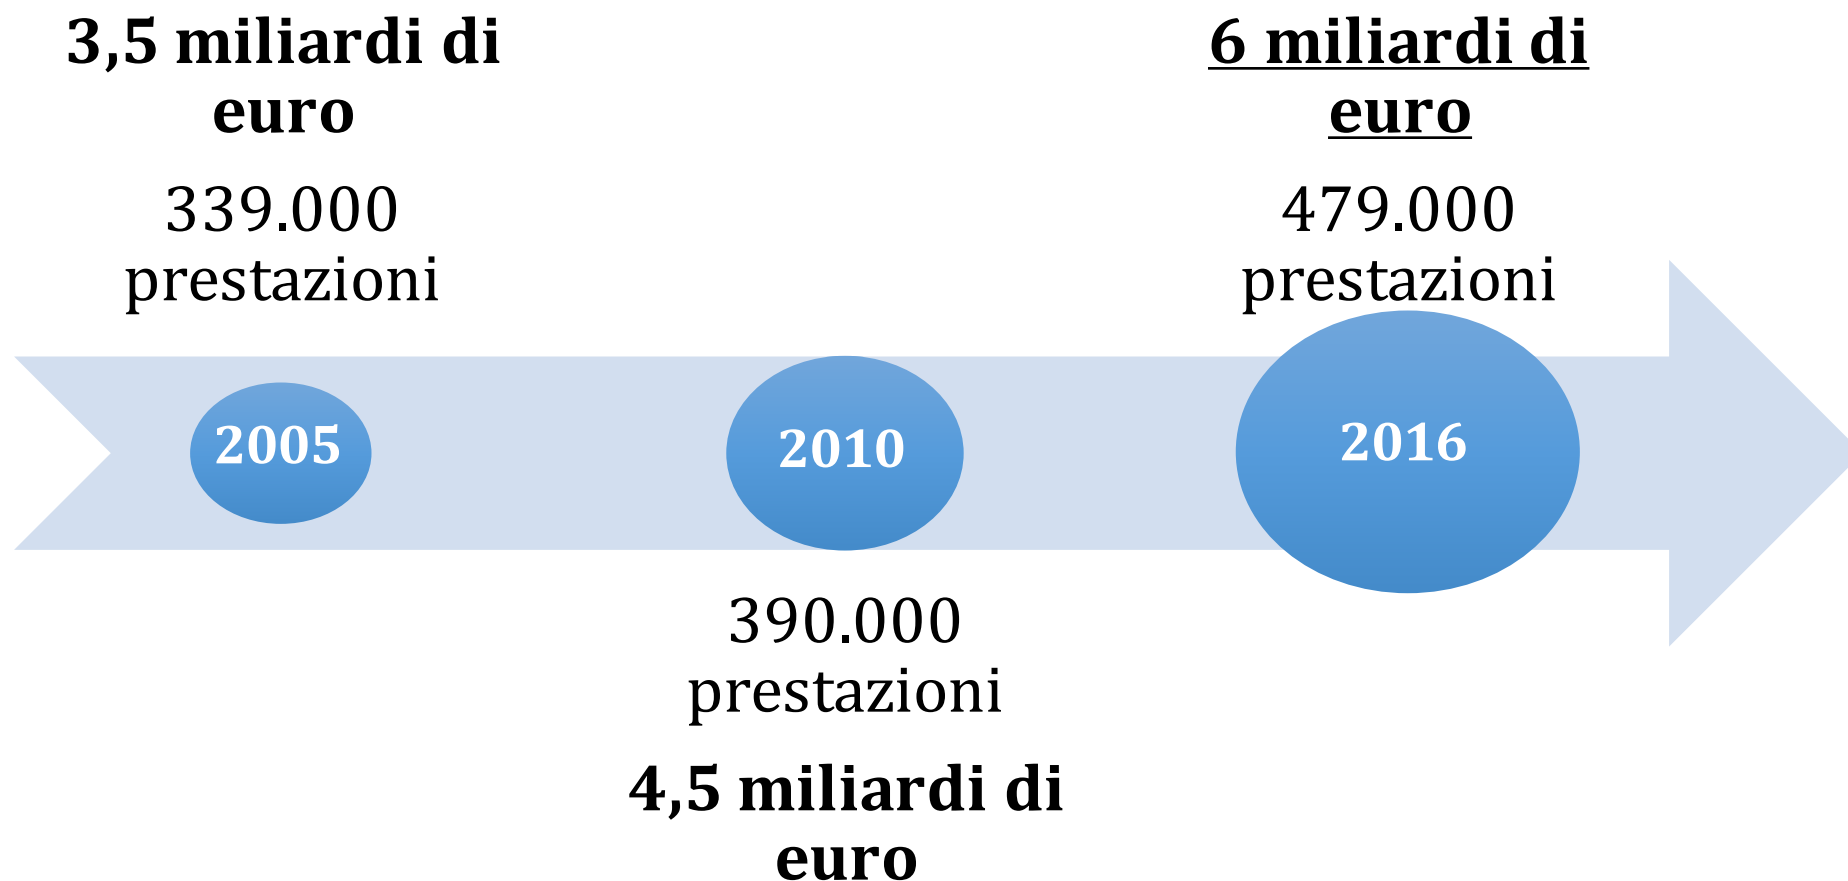 3,5 miliardi di
euro
339.000
prestazioni
2005
390.000
prestazioni
4,5 miliardi di
euro
2010
6 miliardi di
euro
479.000
prestazioni
2016